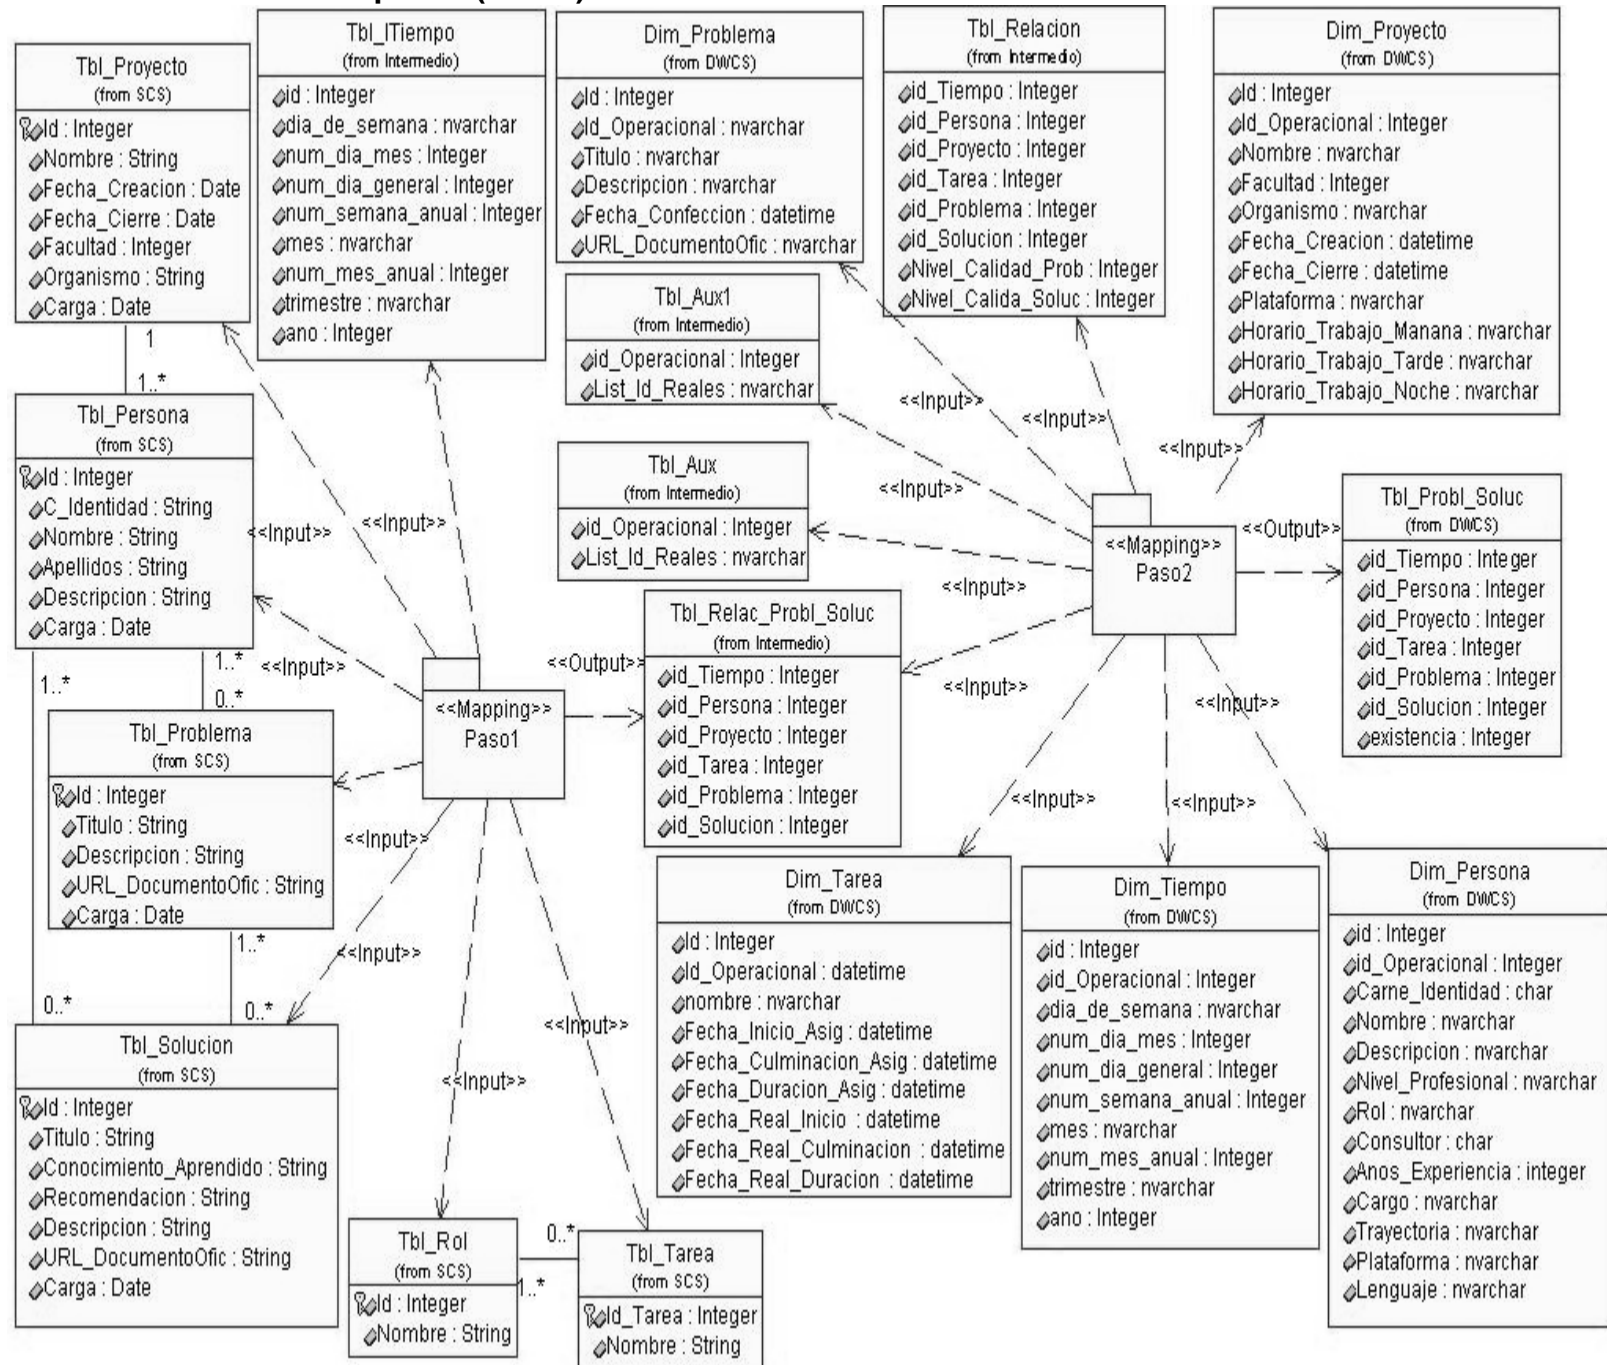 Tbl_Proyecto
(from SCS)
Id : Integer
Nombre : String
Fecha_Creacion : Date
Fecha_Cierre : Date
Facultad : Integer
Organismo : String
Carga : Date
Tbl_ITiempo
(from Intermedio)
id : Integer
dia_de_semana : nvarchar
num_dia_mes : Integer
num_dia_general : Integer
num_semana_anual : Integer
mes : nvarchar
num_mes_anual : Integer
trimestre : nvarchar
ano : Integer
Dim_Problema
(from DWCS)
Id : Integer
Id_Operacional : nvarchar
Titulo : nvarchar
Descripcion : nvarchar
Fecha_Confeccion : datetime
URL_DocumentoOfic : nvarchar
Tbl_Relacion
(from Intermedio)
id_Tiempo : Integer
id_Persona : Integer
id_Proyecto : Integer
id_Tarea : Integer
id_Problema : Integer
id_Solucion : Integer
Nivel_Calidad_Prob : Integer
Nivel_Calida_Soluc : Integer
Dim_Proyecto
(from DWCS)
Id : Integer
Id_Operacional : Integer
Nombre : nvarchar
Facultad : Integer
Organismo : nvarchar
Fecha_Creacion : datetime
Fecha_Cierre : datetime
Plataforma : nvarchar
Horario_Trabajo_Manana : nvarchar
Horario_Trabajo_Tarde : nvarchar
Horario_Trabajo_Noche : nvarchar
Tbl_Aux1
(from Intermedio)
id_Operacional : Integer
List_Id_Reales : nvarchar
1
1..*
Tbl_Persona
(from SCS)
Id : Integer
C_Identidad : String
Nombre : String
Apellidos : String
Descripcion : String
Carga : Date
<<Input>>
<<Input>>
<<Input>>
<<Input>>
<<Input>>
<<Input>>
Tbl_Aux
(from Intermedio)
id_Operacional : Integer
List_Id_Reales : nvarchar
<<Mapping>>
Paso2
<<Output>>
Tbl_Probl_Soluc
(from DWCS)
id_Tiempo : Integer
id_Persona : Integer
id_Proyecto : Integer
id_Tarea : Integer
id_Problema : Integer
id_Solucion : Integer
existencia : Integer
<<Input>>
<<Input>>
<<Input>>
<<Input>>
<<Input>>
<<Input>>
1..*
1..*
0..*
<<Output>>
<<Mapping>>
Paso1
Tbl_Relac_Probl_Soluc
(from Intermedio)
id_Tiempo : Integer
id_Persona : Integer
id_Proyecto : Integer
id_Tarea : Integer
id_Problema : Integer
id_Solucion : Integer
Tbl_Problema
(from SCS)
Id : Integer
Titulo : String
Descripcion : String
URL_DocumentoOfic : String
Carga : Date
<<Input>>
<<Input>>
<<Input>>
<<Input>>
1..*
0..*
0..*
Tbl_Solucion
(from SCS)
Id : Integer
Titulo : String
Conocimiento_Aprendido : String
Recomendacion : String
Descripcion : String
URL_DocumentoOfic : String
Carga : Date
Dim_Tarea
(from DWCS)
Id : Integer
Id_Operacional : datetime
nombre : nvarchar
Fecha_Inicio_Asig : datetime
Fecha_Culminacion_Asig : datetime
Fecha_Duracion_Asig : datetime
Fecha_Real_Inicio : datetime
Fecha_Real_Culminacion : datetime
Fecha_Real_Duracion : datetime
Dim_Tiempo
(from DWCS)
id : Integer
id_Operacional : Integer
dia_de_semana : nvarchar
num_dia_mes : Integer
num_dia_general : Integer
num_semana_anual : Integer
mes : nvarchar
num_mes_anual : Integer
trimestre : nvarchar
ano : Integer
Dim_Persona
(from DWCS)
id : Integer
id_Operacional : Integer
Carne_Identidad : char
Nombre : nvarchar
Descripcion : nvarchar
Nivel_Profesional : nvarchar
Rol : nvarchar
Consultor : char
Anos_Experiencia : integer
Cargo : nvarchar
Trayectoria : nvarchar
Plataforma : nvarchar
Lenguaje : nvarchar
Tbl_Rol
(from SCS)
Id : Integer
Nombre : String
0..*
1..*
Tbl_Tarea
(from SCS)
Id_Tarea : Integer
Nombre : String